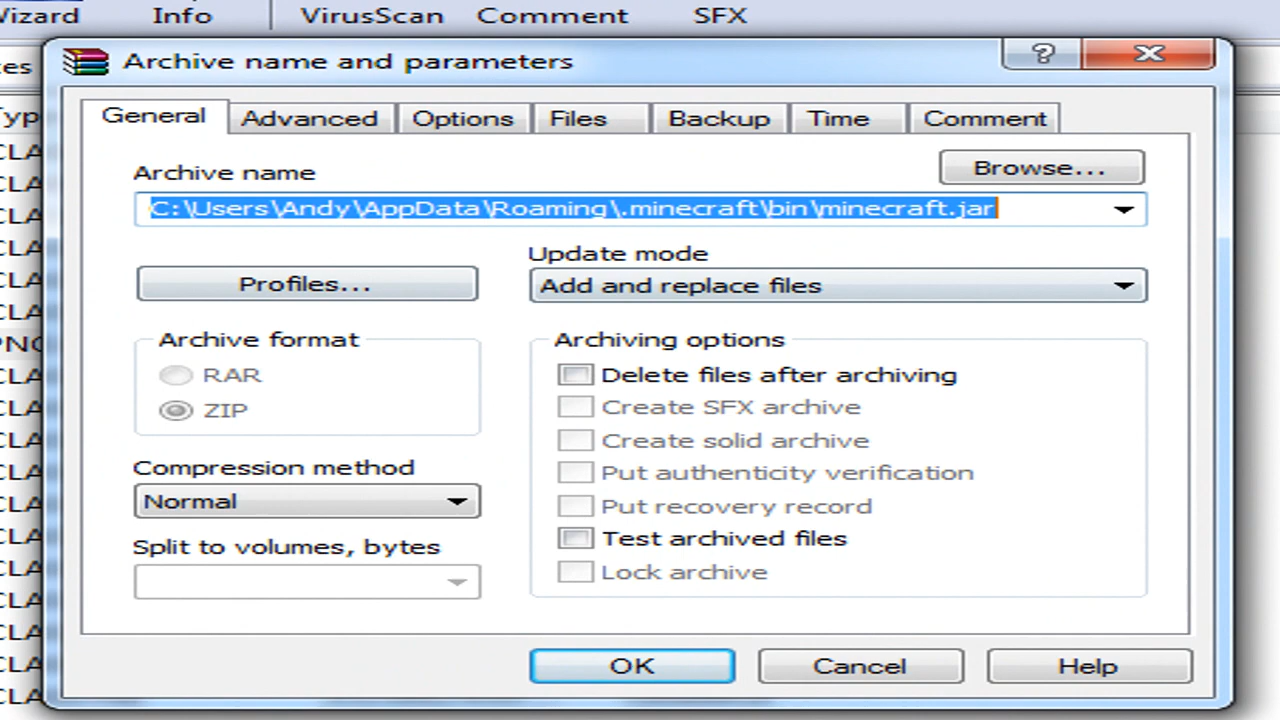 Wizard Info VirusScan Comment SFX
Archive name and parameters
General Advanced Options Files Backup Time Comment
Archive name
Browse...
C:\Users\Andy\AppData\Roaming\.minecraft\bin\minecraft.jar
Update mode
Profiles...
Add and replace files
Archive format
RAR
ZIP
Archiving options
Delete files after archiving
Create SFX archive
Create solid archive
Put authenticity verification
Put recovery record
Test archived files
Lock archive
Compression method
Normal
Split to volumes, bytes
OK Cancel Help